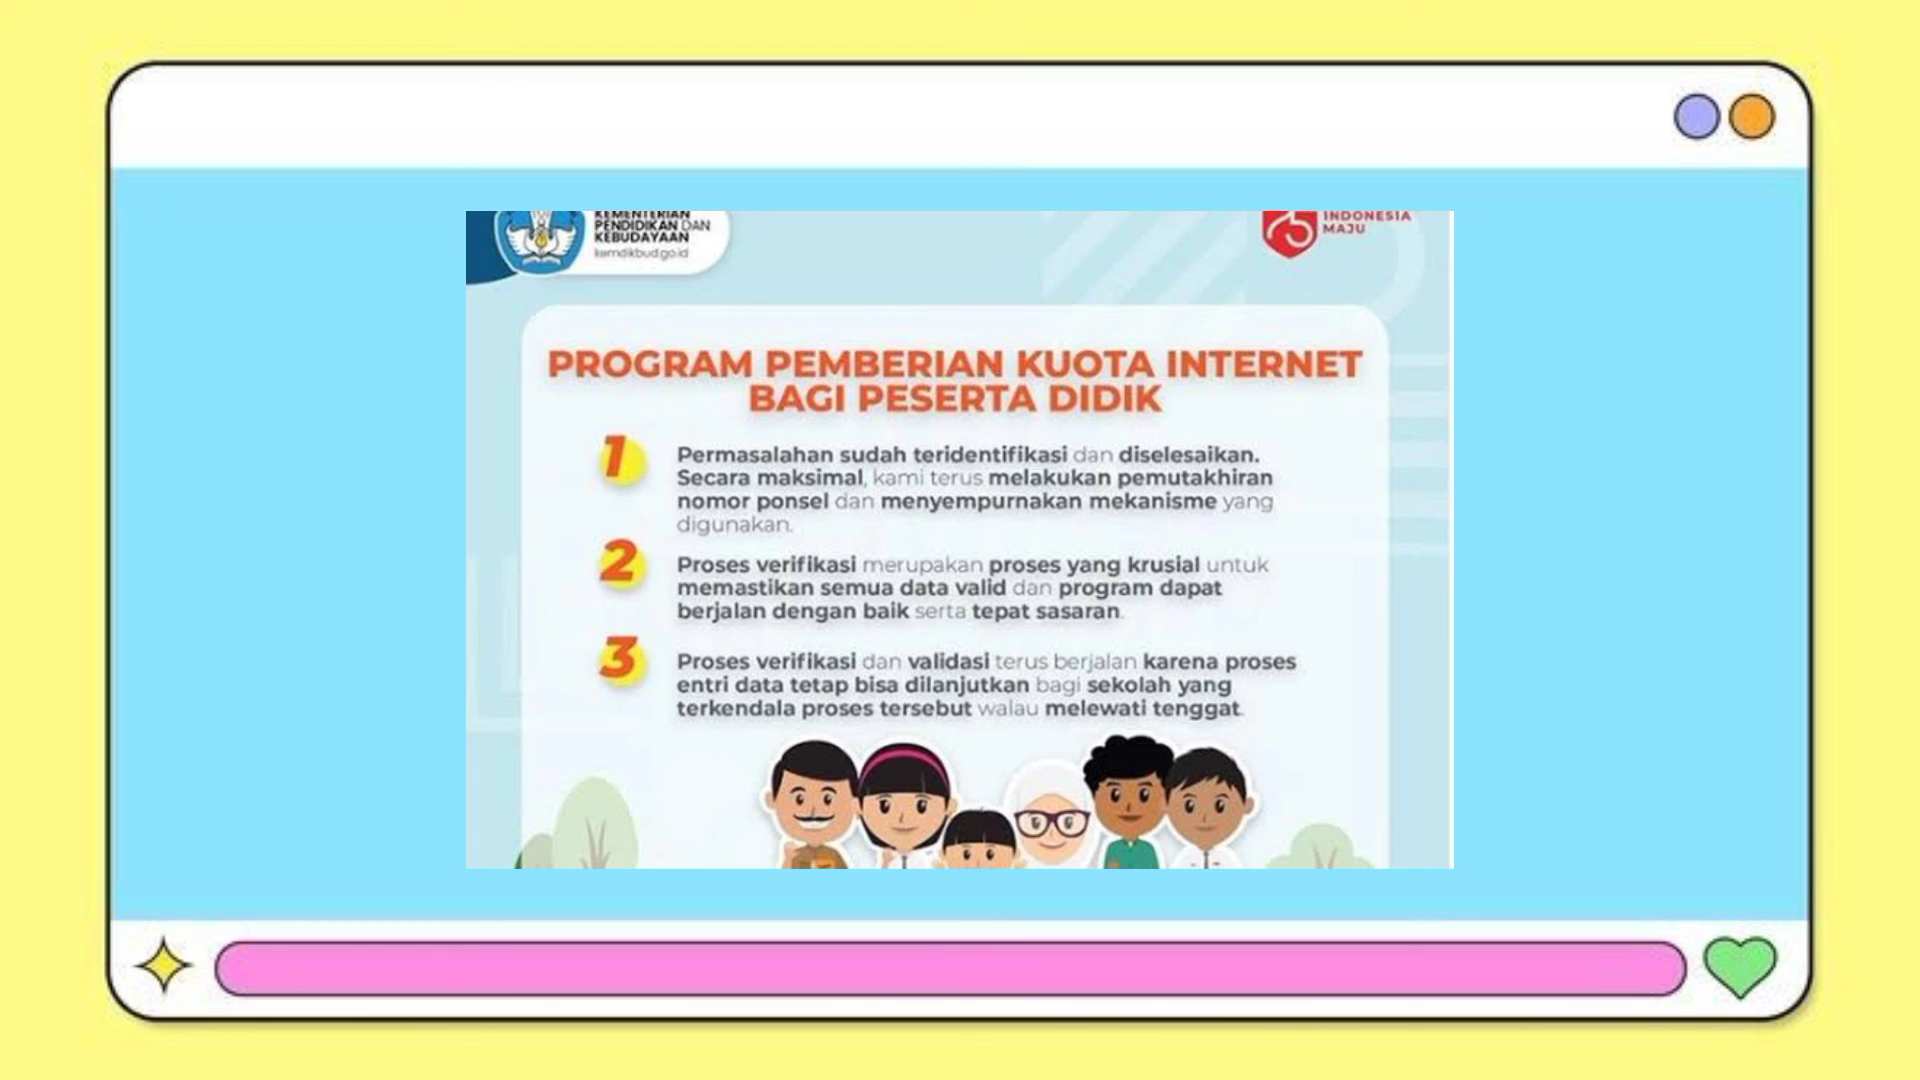 KEMENTERIAN
PENDIDIKAN DAN
KEBUDAYAAN
kemdikbud.go.id
INDONESIA
MAJU
PROGRAM PEMBERIAN KUOTA INTERNET
BAGI PESERTA DIDIK
1
Permasalahan sudah teridentifikasi dan diselesaikan.
Secara maksimal, kami terus melakukan pemutakhiran
nomor ponsel dan menyempurnakan mekanisme yang
digunakan.
2
Proses verifikasi merupakan proses yang krusial untuk
memastikan semua data valid dan program dapat
berjalan dengan baik serta tepat sasaran.
3
Proses verifikasi dan validasi terus berjalan karena proses
entri data tetap bisa dilanjutkan bagi sekolah yang
terkendala proses tersebut walau melewati tenggat.